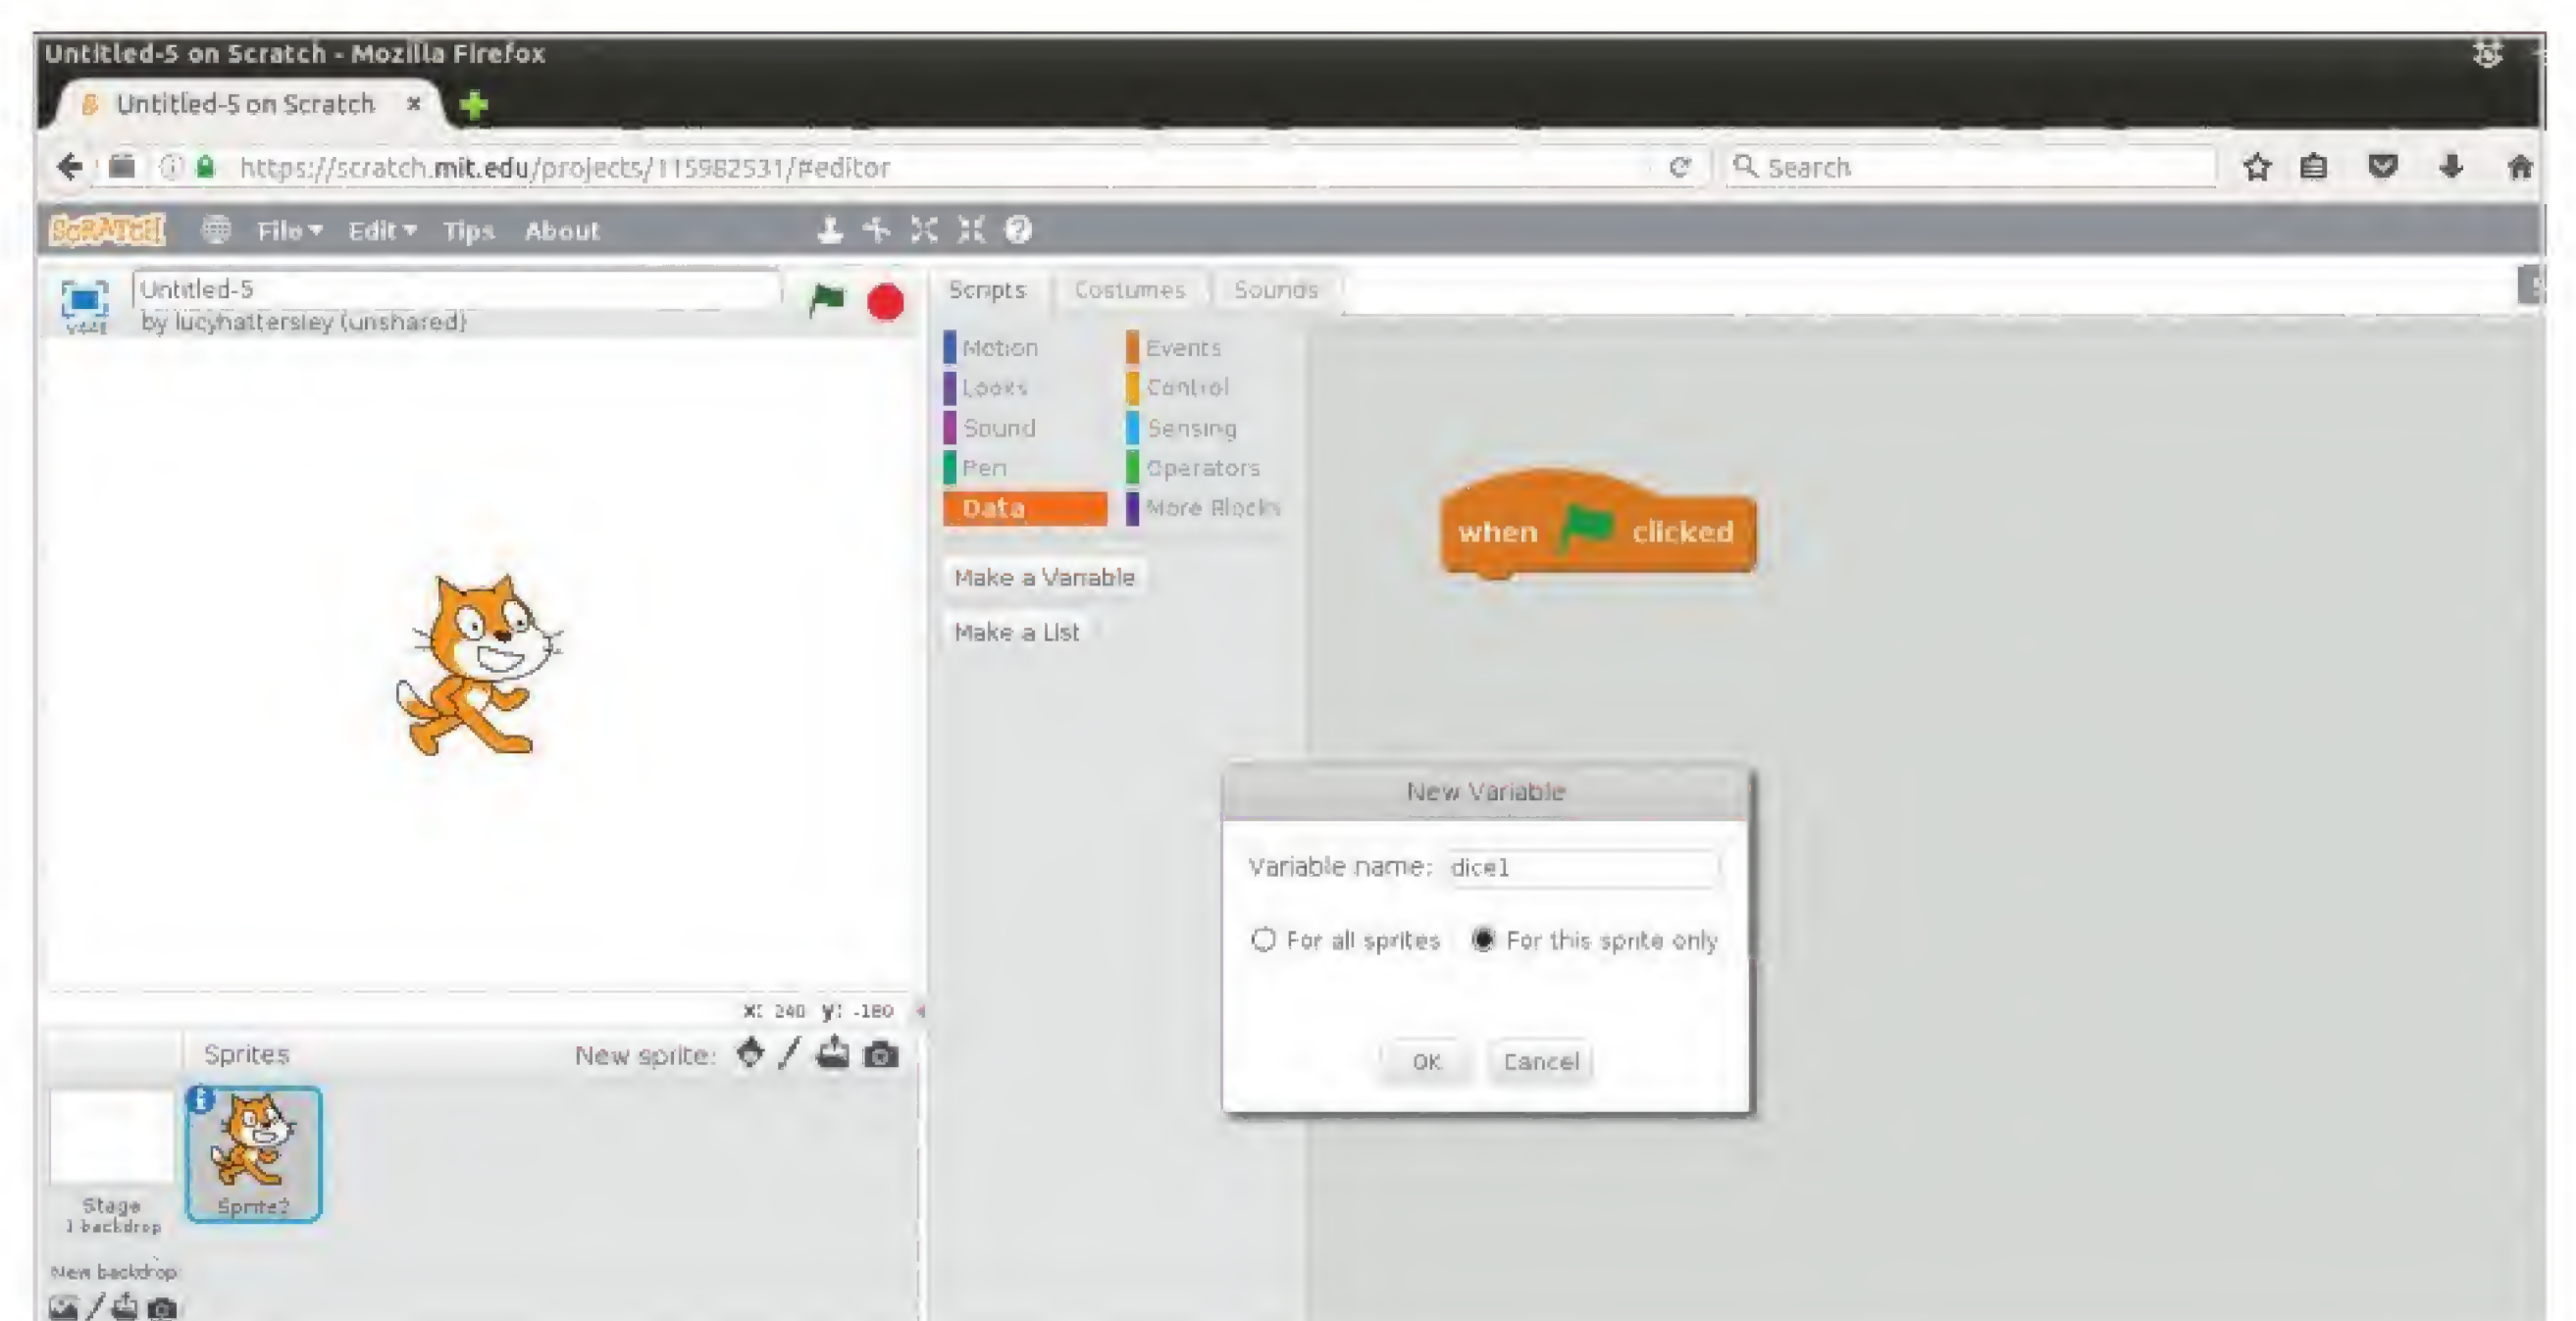 Untitled-5 on Scratch - Mozilla Firefox
Untitled-5 on Scratch
https://scratch.mit.edu/projects/115982531/#editor
Search
SCRATCH
File Edit Tips About
Untitled-5
by lucyhattersley (unshared)
Scripts Costumes Sounds
Motion Events
Looks Control
Sound Sensing
Pen Operators
Data More Blocks
Make a Variable
Make a List
when clicked
New Variable
Variable name: dice1
For all sprites For this sprite only
OK Cancel
X: 240 y: -180
Sprites New sprite:
Stage
1 backdrop
New backdrop: